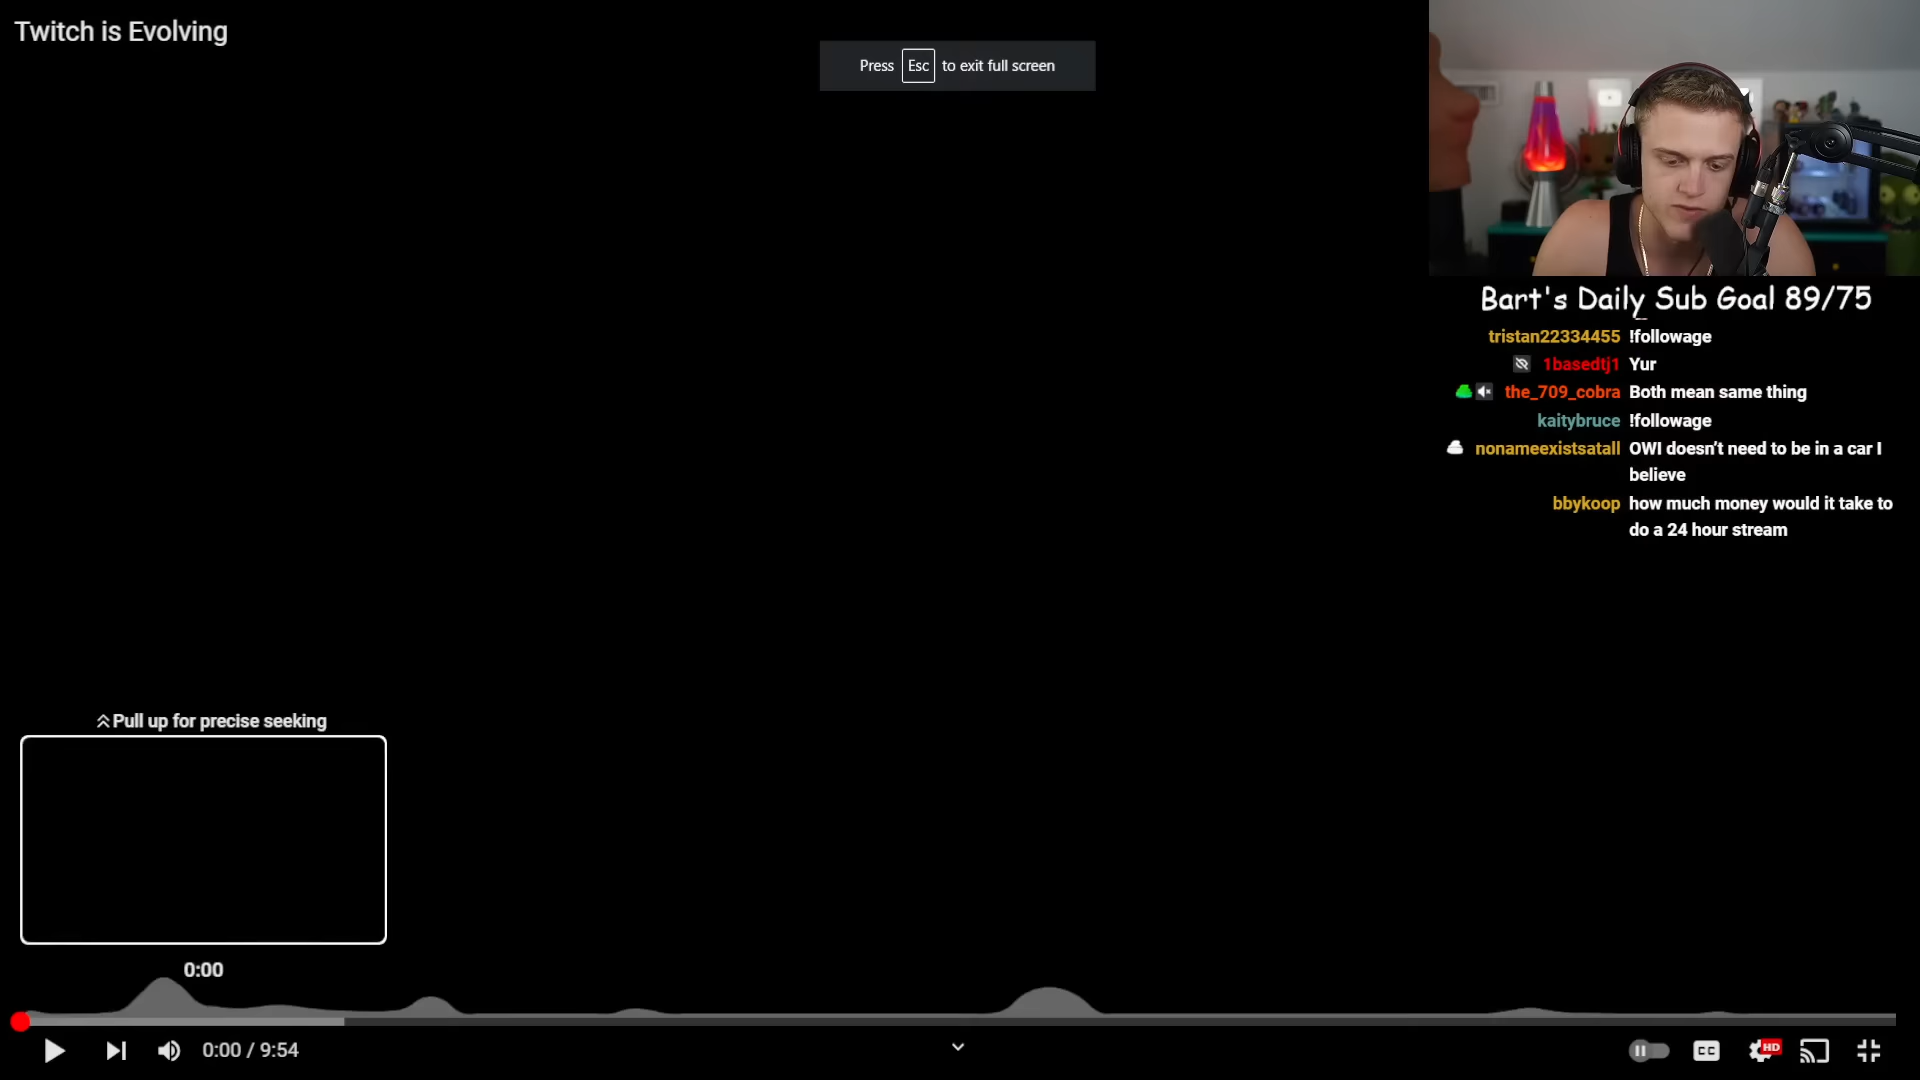 Twitch is Evolving
Press Esc to exit full screen
Bart's Daily Sub Goal 89/75
tristan22334455 !followage
1basedtj1 Yur
the_709_cobra Both mean same thing
kaitybruce !followage
nonameexistsatall OWI doesn’t need to be in a car I
believe
bbykoop how much money would it take to
do a 24 hour stream
Pull up for precise seeking
0:00
0:00 / 9:54
CC
HD